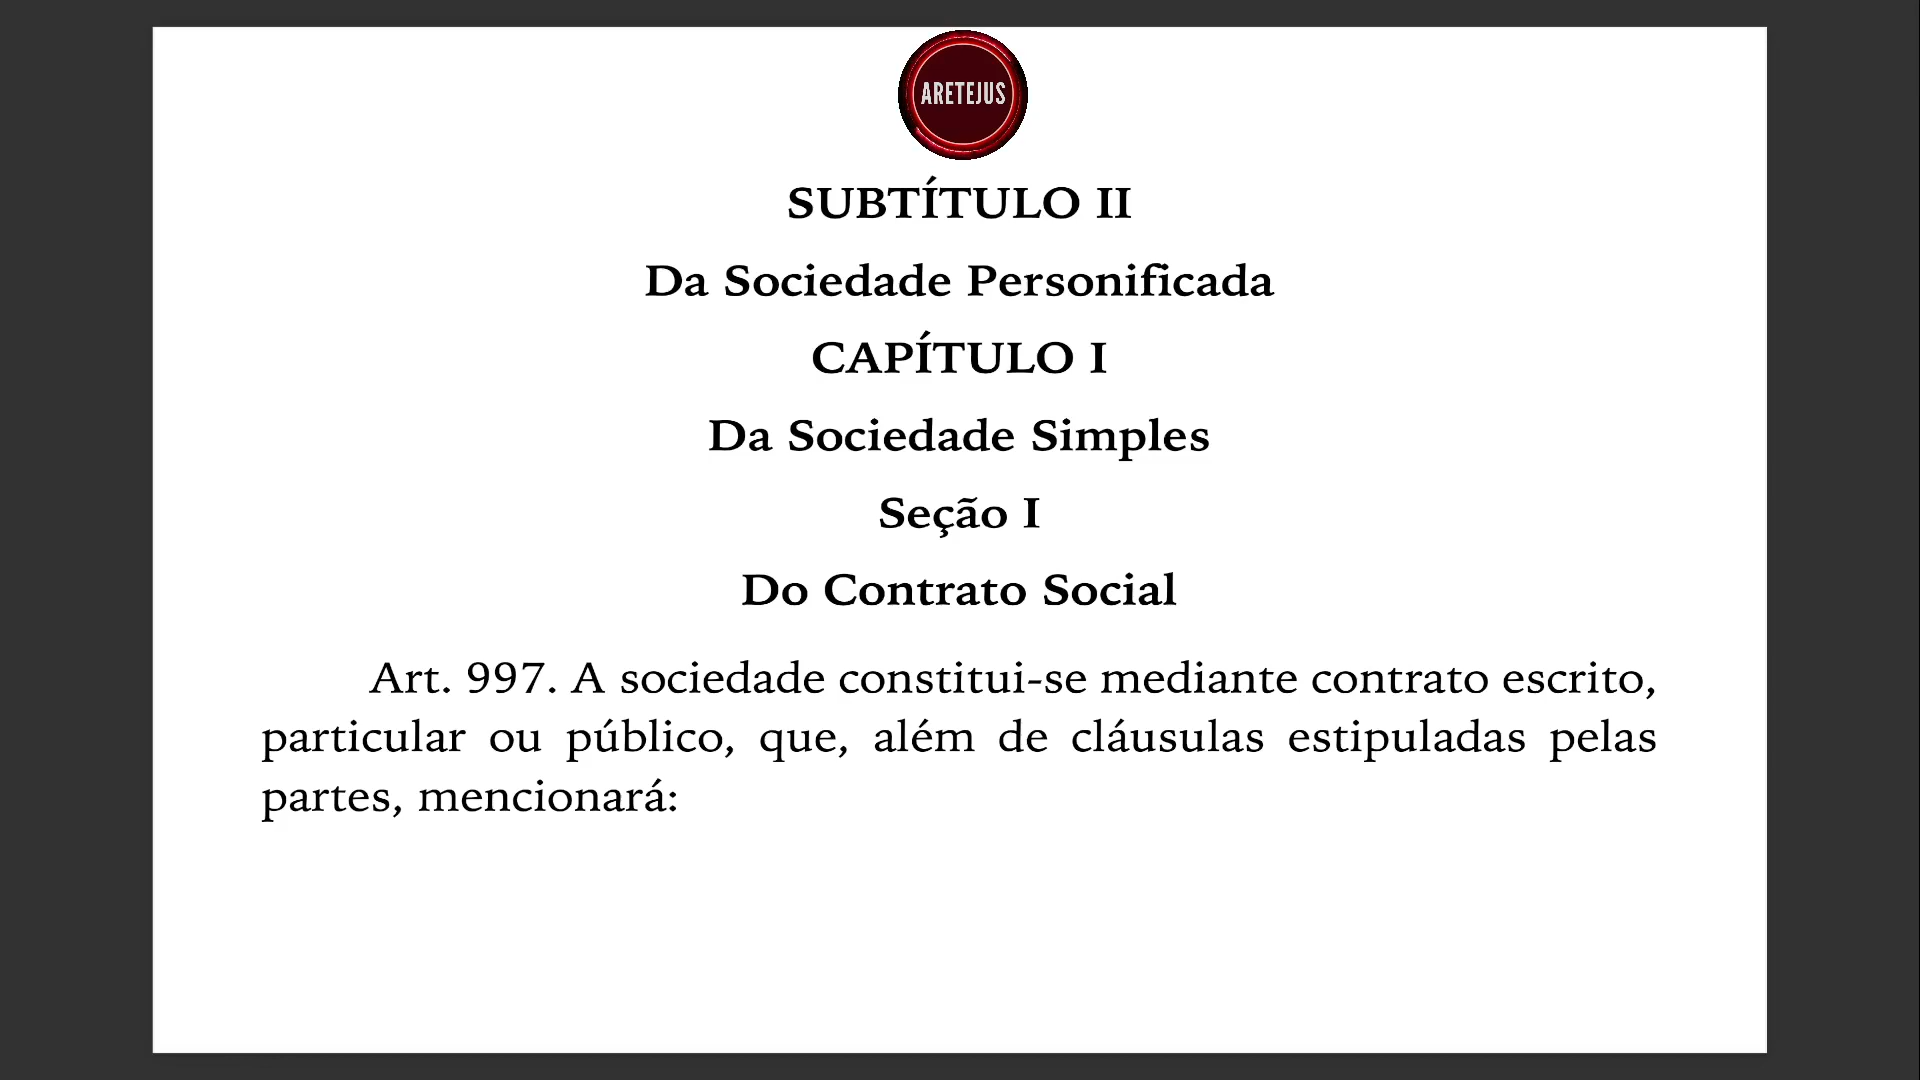 ARETEJUS
SUBTÍTULO II
Da Sociedade Personificada
CAPÍTULO I
Da Sociedade Simples
Seção I
Do Contrato Social
Art. 997. A sociedade constitui-se mediante contrato escrito,
particular ou público, que, além de cláusulas estipuladas pelas
partes, mencionará: